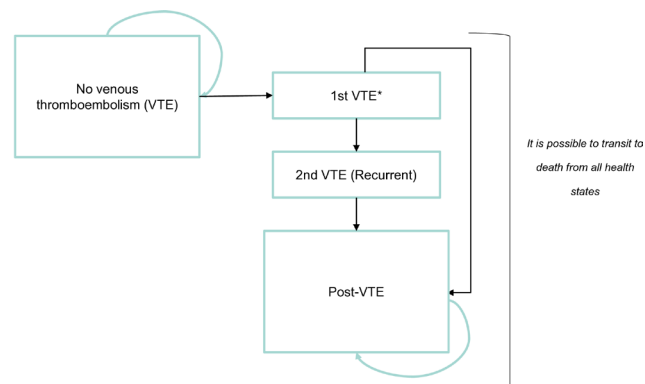 No venous
thromboembolism (VTE)
1st VTE*
2nd VTE (Recurrent)
Post-VTE
It is possible to transit to
death from all health
states